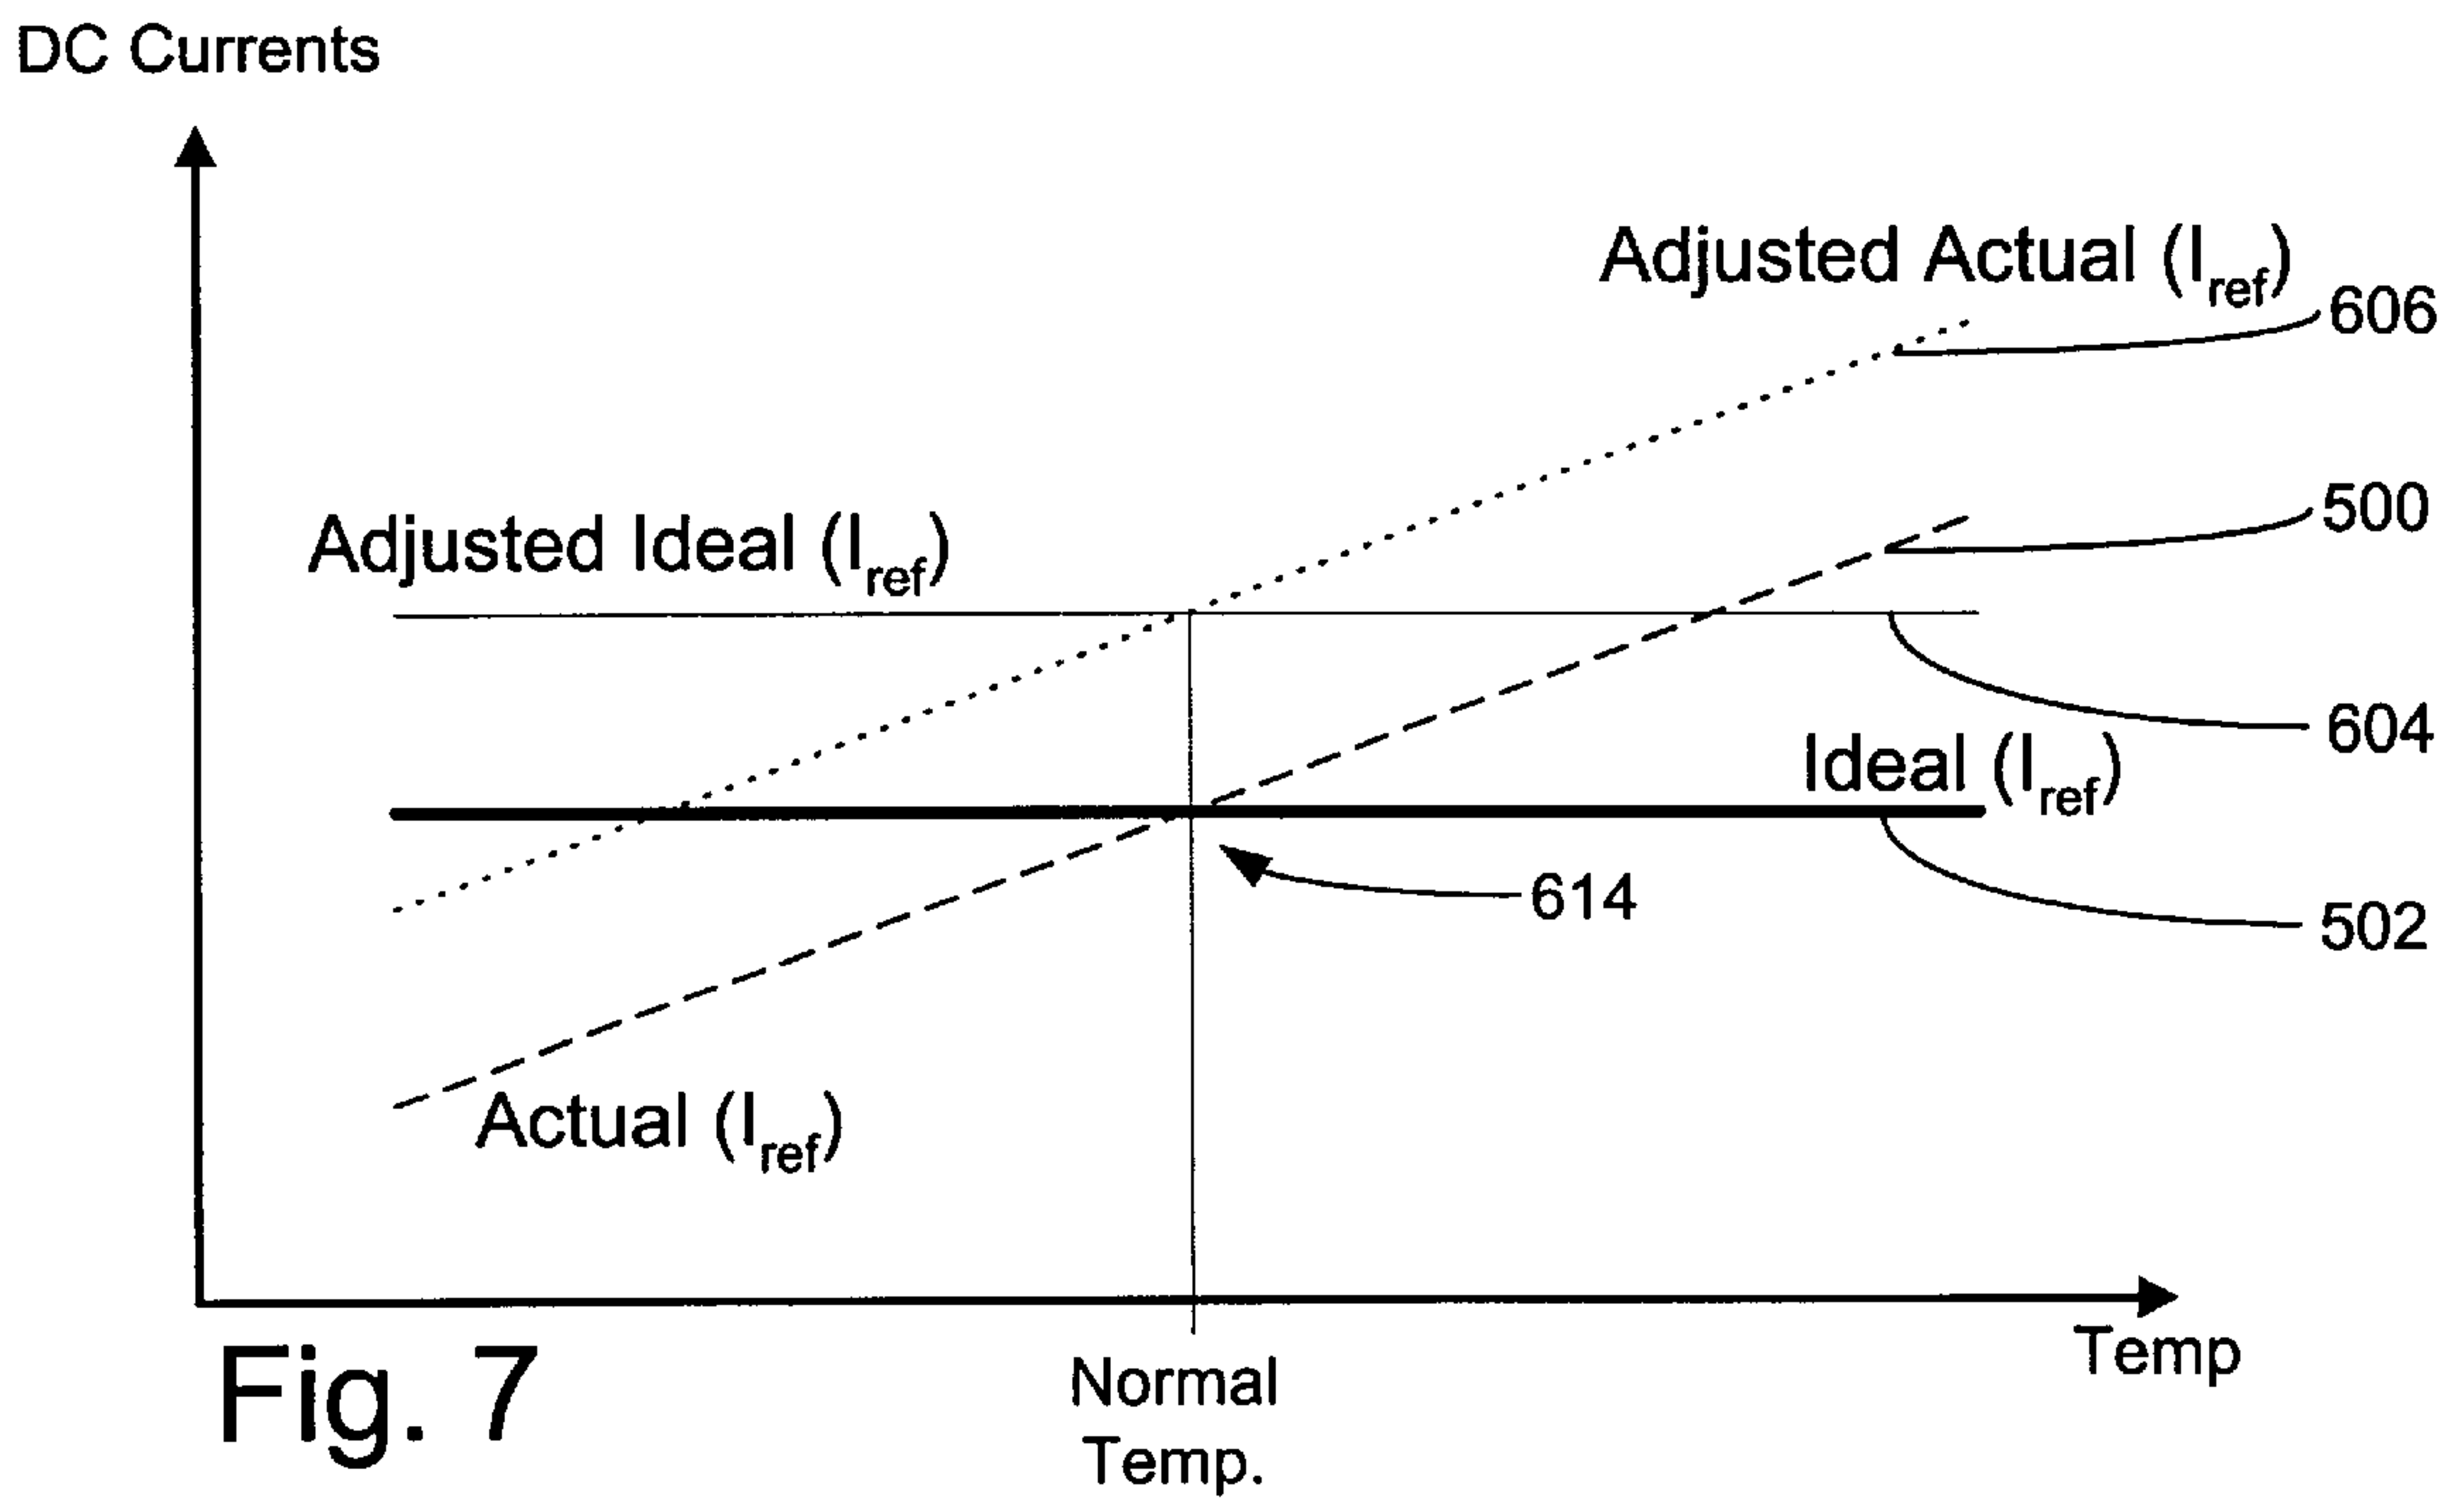 DC Currents
Adjusted Actual (Iref)
606
500
Adjusted Ideal (Iref)
604
Ideal (Iref)
614
502
Actual (Iref)
Temp
Fig. 7
Normal
Temp.